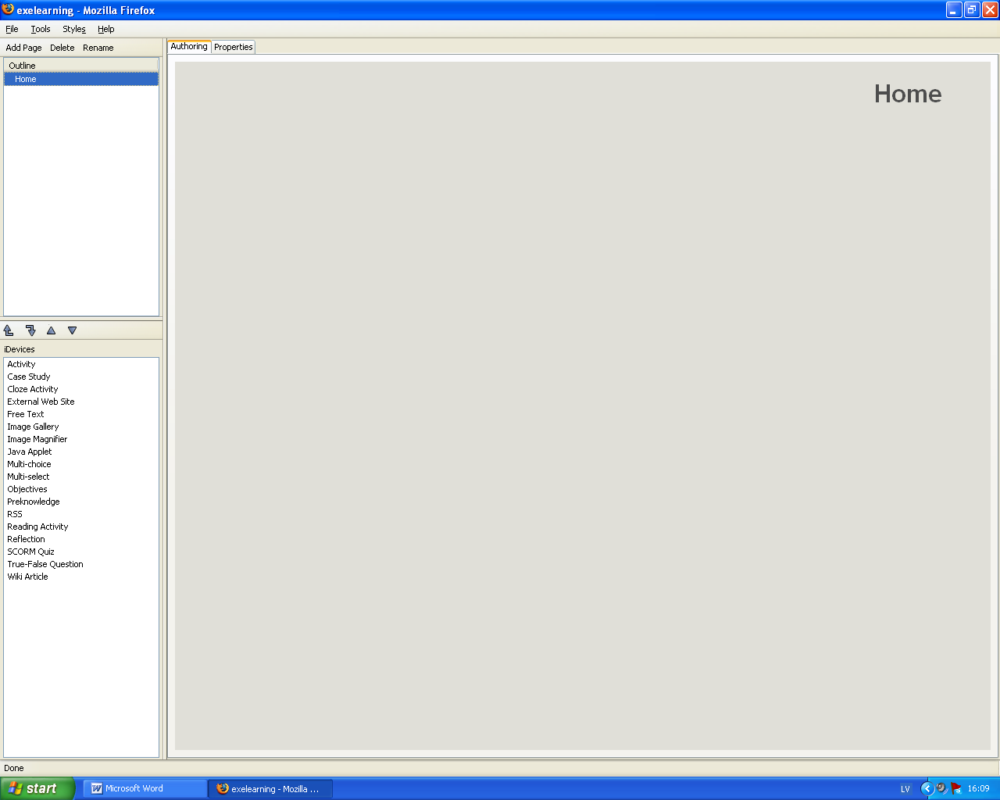 exelearning - Mozilla Firefox
File Tools Styles Help
Add Page Delete Rename
Authoring Properties
Outline
Home
Home
iDevices
Activity
Case Study
Cloze Activity
External Web Site
Free Text
Image Gallery
Image Magnifier
Java Applet
Multi-choice
Multi-select
Objectives
Preknowledge
RSS
Reading Activity
Reflection
SCORM Quiz
True-False Question
Wiki Article
Done
start Microsoft Word exelearning - Mozilla ... LV 16:09